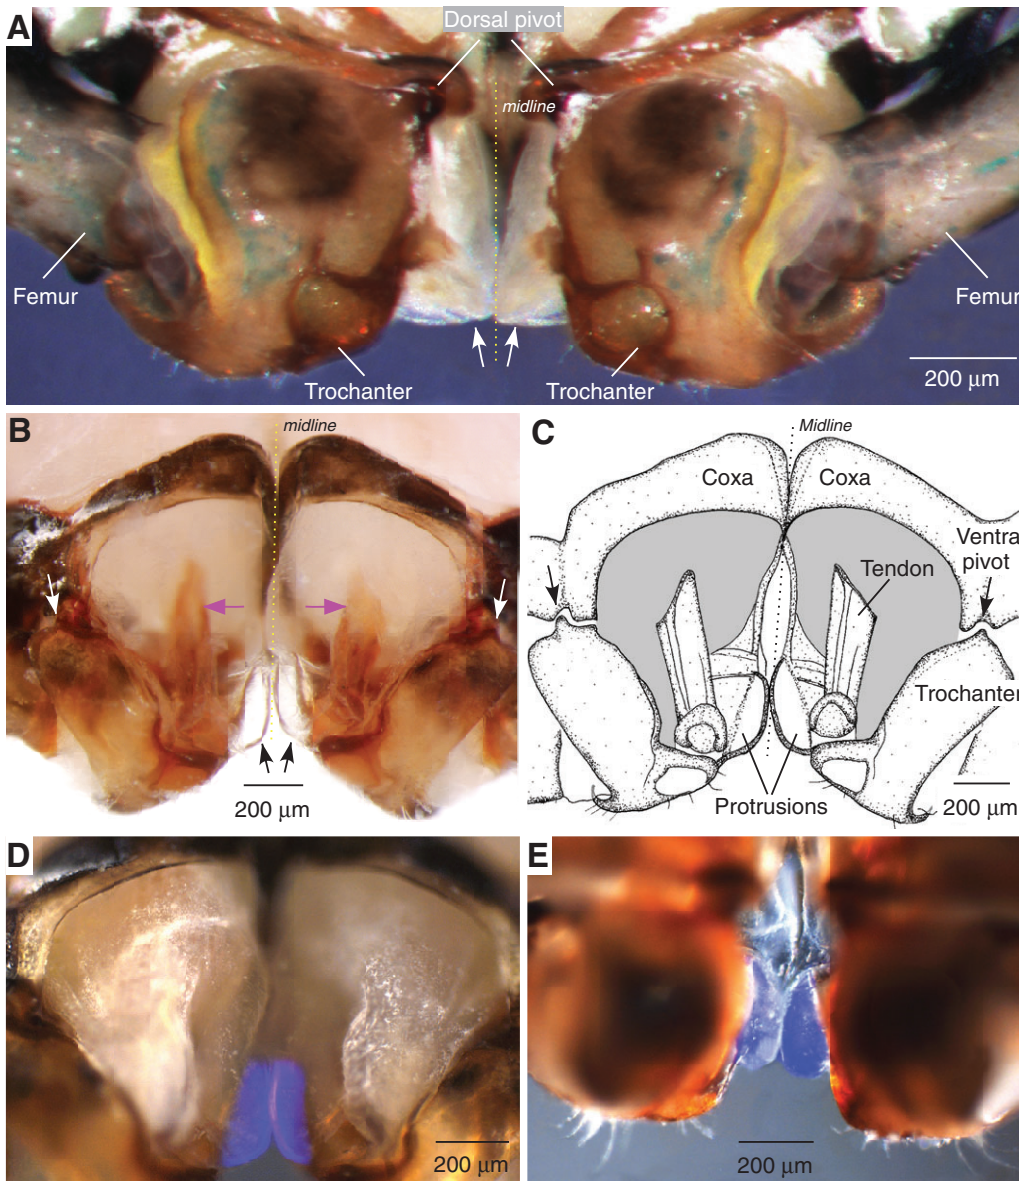 A
Dorsal pivot
midline
Femur
Femur
Trochanter
Trochanter
200 µm
B
midline
200 µm
C
Midline
Coxa
Coxa
Ventra
pivot
Tendon
Trochanter
Protrusions
200 µm
D
200 µm
E
200 µm